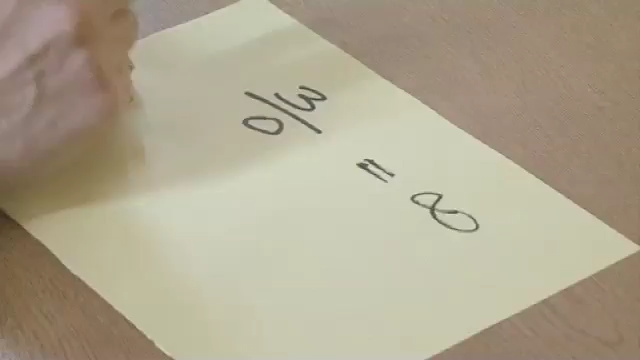 3/0 = ∞